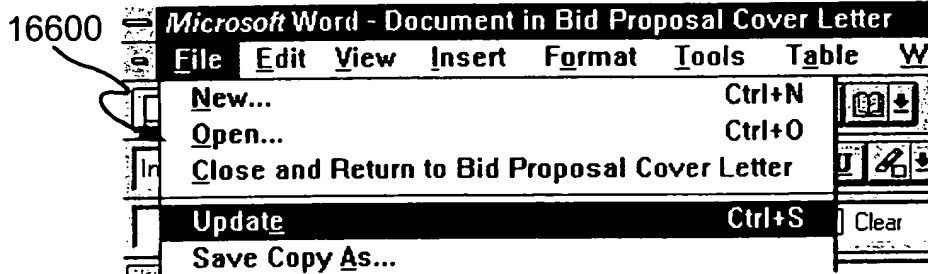 16600
Microsoft Word - Document in Bid Proposal Cover Letter
File Edit View Insert Format Tools Table W
New... Ctrl+N
Open... Ctrl+O
Close and Return to Bid Proposal Cover Letter
In U
Update Ctrl+S Clear
Save Copy As...